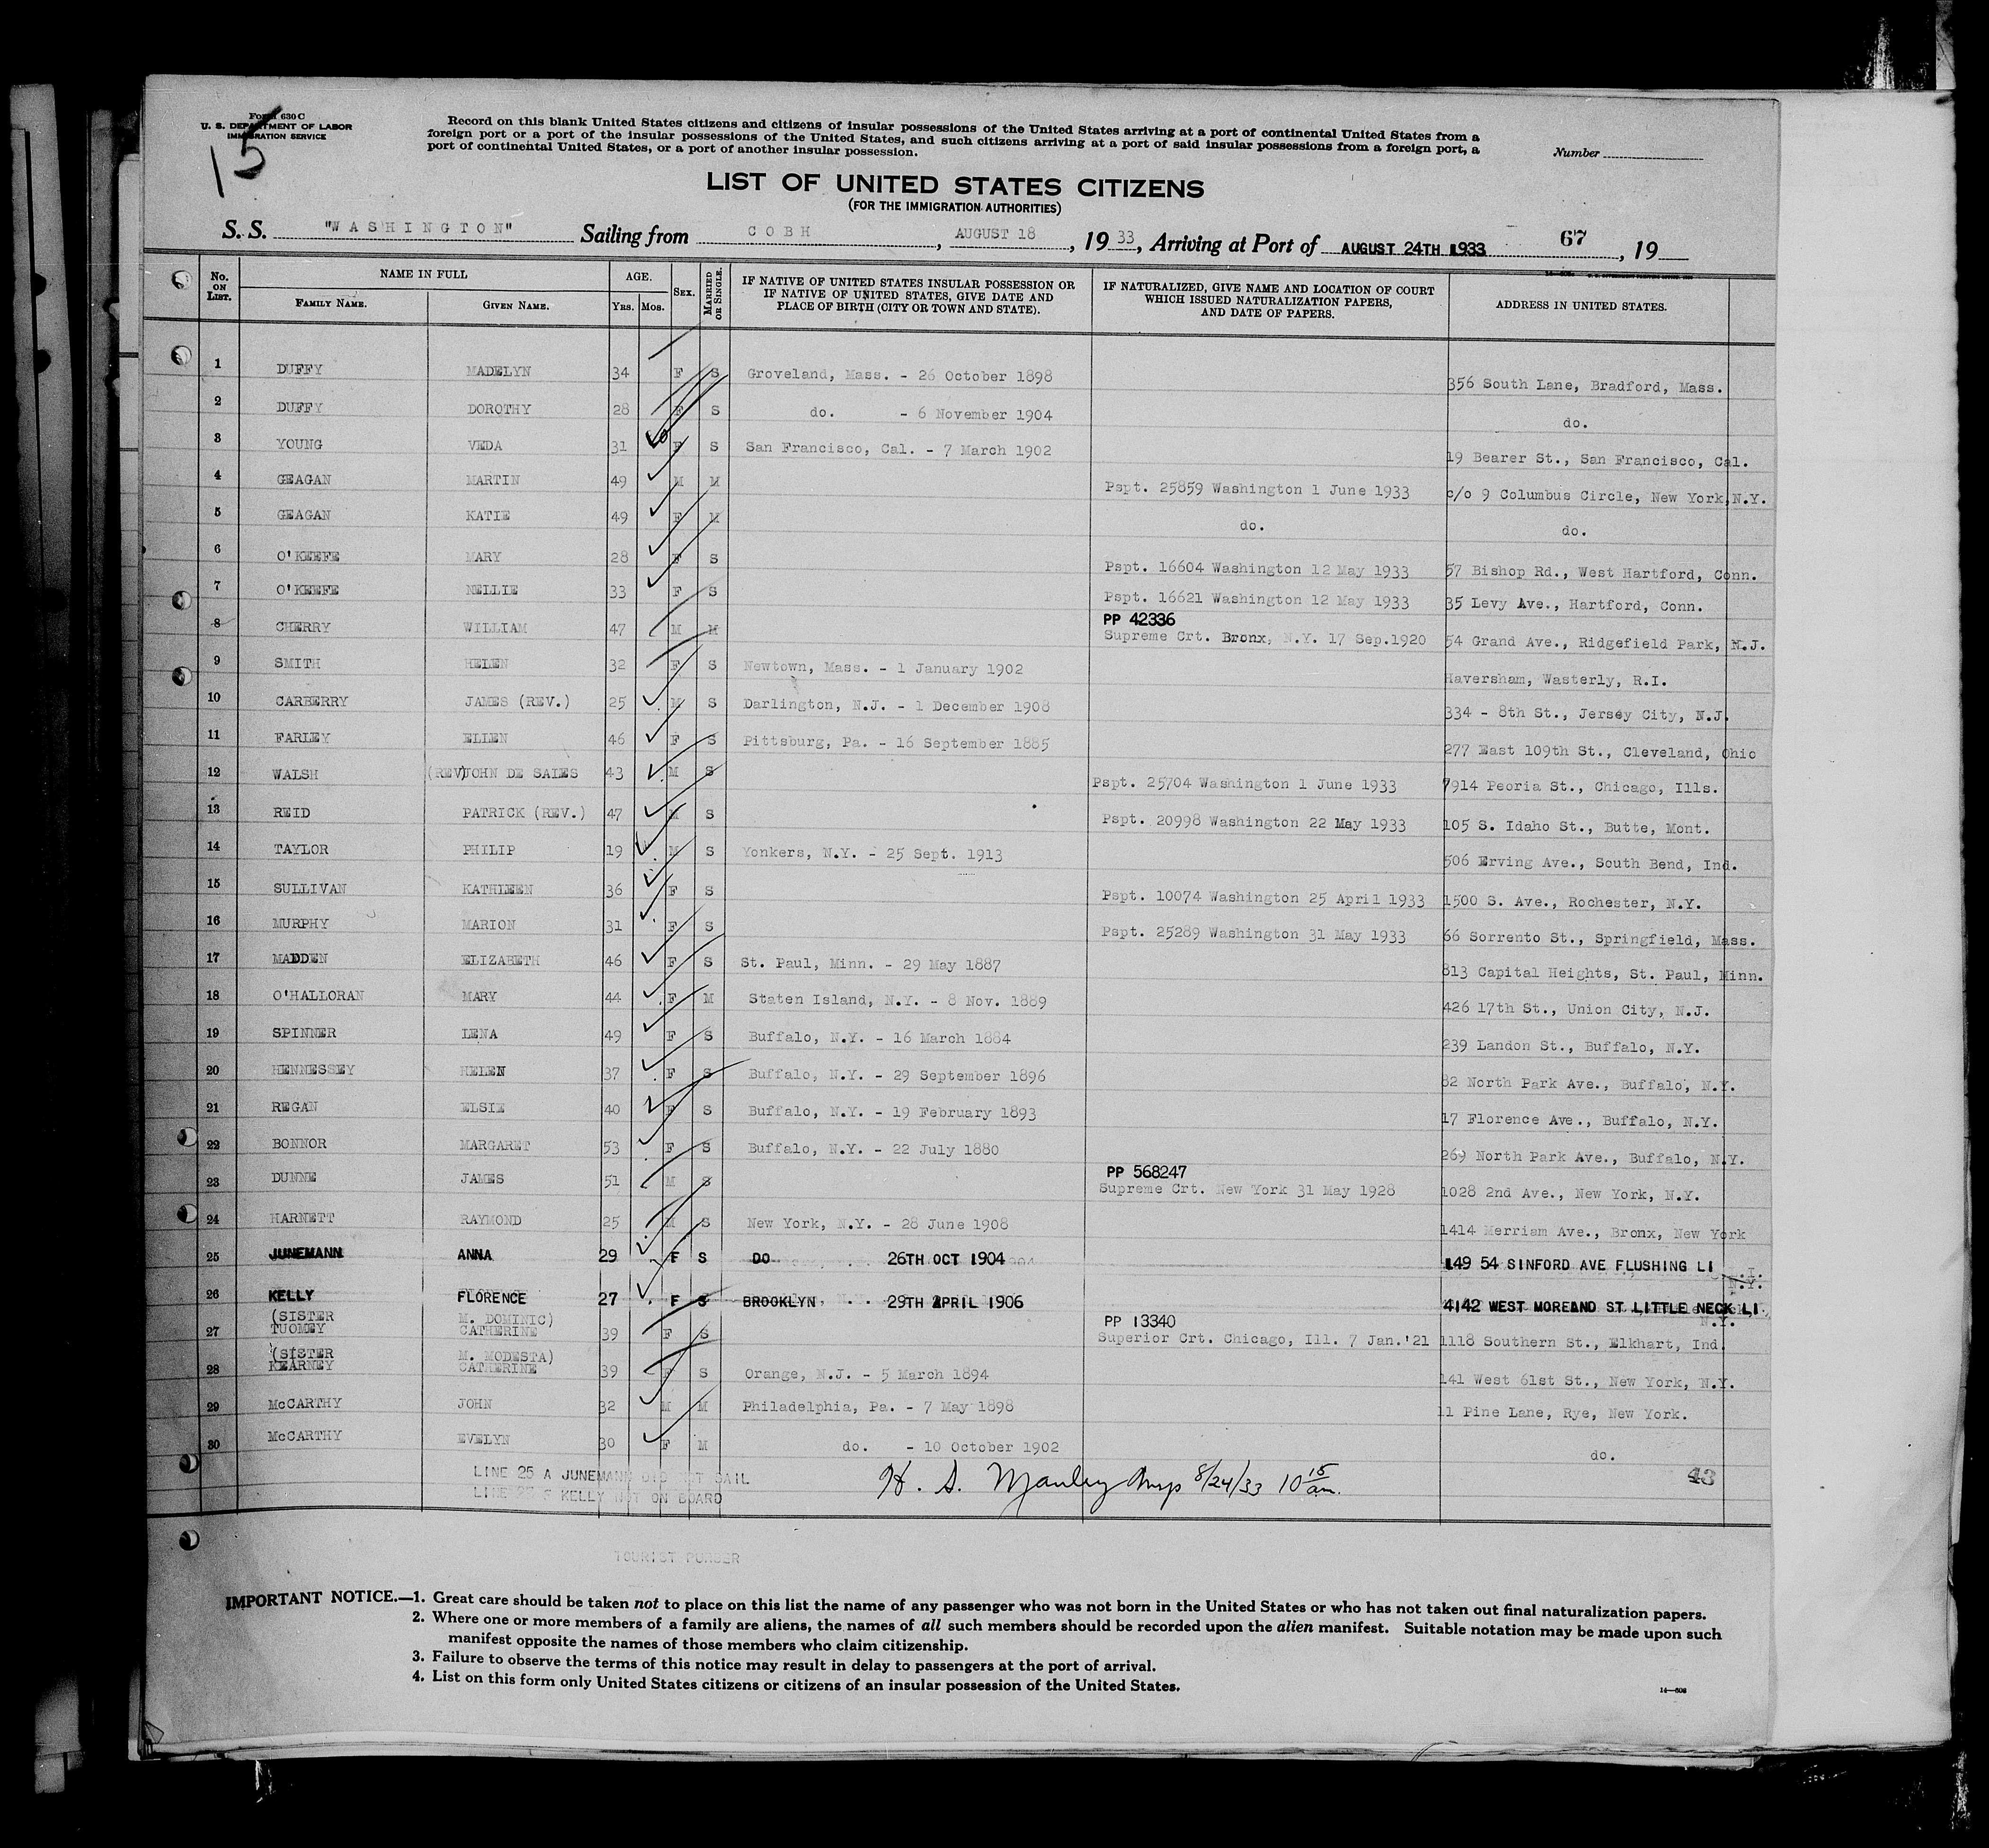 Form 630 C
U. S. DEPARTMENT OF LABOR
IMMIGRATION SERVICE
15
Record on this blank United States citizens and citizens of insular possessions of the United States arriving at a port of continental United States from a
foreign port or a port of the insular possessions of the United States, and such citizens arriving at a port of said insular possessions from a foreign port, a
port of continental United States, or a port of another insular possession.
Number
LIST OF UNITED STATES CITIZENS
(FOR THE IMMIGRATION AUTHORITIES)
S. S. "WASHINGTON" Sailing from COBH, AUGUST 18, 1933, Arriving at Port of AUGUST 24TH 1933 67, 19
No. ON LIST. NAME IN FULL FAMILY NAME. GIVEN NAME. AGE. Yrs. Mos. SEX. MARRIED OR SINGLE. IF NATIVE OF UNITED STATES INSULAR POSSESSION OR IF NATIVE OF UNITED STATES, GIVE DATE AND PLACE OF BIRTH (CITY OR TOWN AND STATE). IF NATURALIZED, GIVE NAME AND LOCATION OF COURT WHICH ISSUED NATURALIZATION PAPERS, AND DATE OF PAPERS. ADDRESS IN UNITED STATES.
1 DUFFY MADELYN 34 F S Groveland, Mass. - 26 October 1898 356 South Lane, Bradford, Mass.
2 DUFFY DOROTHY 28 F S do. - 6 November 1904 do.
3 YOUNG VEDA 31 F S San Francisco, Cal. - 7 March 1902 19 Bearer St., San Francisco, Cal.
4 GEAGAN MARTIN 49 M M Pspt. 25859 Washington 1 June 1933 c/o 9 Columbus Circle, New York, N.Y.
5 GEAGAN KATIE 49 F M do. do.
6 O'KEEFE MARY 28 F S Pspt. 16604 Washington 12 May 1933 57 Bishop Rd., West Hartford, Conn.
7 O'KEEFE NELLIE 33 F S Pspt. 16621 Washington 12 May 1933 35 Levy Ave., Hartford, Conn.
8 CHERRY WILLIAM 47 M M PP 42336 Supreme Crt. Bronx, N.Y. 17 Sep.1920 54 Grand Ave., Ridgefield Park, N.J.
9 SMITH HELEN 32 F S Newtown, Mass. - 1 January 1902 Haversham, Wasterly, R.I.
10 CARBERRY JAMES (REV.) 25 M S Darlington, N.J. - 1 December 1908 334 - 8th St., Jersey City, N.J.
11 FARLEY ELLEN 46 F S Pittsburg, Pa. - 16 September 1885 277 East 109th St., Cleveland, Ohio
12 WALSH (REV)JOHN DE SALES 43 M S Pspt. 25704 Washington 1 June 1933 7914 Peoria St., Chicago, Ills.
13 REID PATRICK (REV.) 47 M S Pspt. 20998 Washington 22 May 1933 105 S. Idaho St., Butte, Mont.
14 TAYLOR PHILIP 19 M S Yonkers, N.Y. - 25 Sept. 1913 506 Erving Ave., South Bend, Ind.
15 SULLIVAN KATHLEEN 36 F S Pspt. 10074 Washington 25 April 1933 1500 S. Ave., Rochester, N.Y.
16 MURPHY MARION 31 F S Pspt. 25289 Washington 31 May 1933 66 Sorrento St., Springfield, Mass.
17 MADDEN ELIZABETH 46 F S St. Paul, Minn. - 29 May 1887 813 Capital Heights, St. Paul, Minn.
18 O'HALLORAN MARY 44 F M Staten Island, N.Y. - 8 Nov. 1889 426 17th St., Union City, N.J.
19 SPINNER LENA 49 F S Buffalo, N.Y. - 16 March 1884 239 Landon St., Buffalo, N.Y.
20 HENNESSEY HELEN 37 F S Buffalo, N.Y. - 29 September 1896 82 North Park Ave., Buffalo, N.Y.
21 REGAN ELSIE 40 F S Buffalo, N.Y. - 19 February 1893 17 Florence Ave., Buffalo, N.Y.
22 BONNOR MARGARET 53 F S Buffalo, N.Y. - 22 July 1880 269 North Park Ave., Buffalo, N.Y.
23 DUNNE JAMES 51 M S PP 568247 Supreme Crt. New York 31 May 1928 1028 2nd Ave., New York, N.Y.
24 HARNETT RAYMOND 25 M S New York, N.Y. - 28 June 1908 1414 Merriam Ave., Bronx, New York
25 JUNEMANN ANNA 29 F S DO 26TH OCT 1904 149 54 SINFORD AVE FLUSHING LI N.Y.
26 KELLY FLORENCE 27 F S BROOKLYN 29TH APRIL 1906 4142 WEST MORELAND ST LITTLE NECK LI N.Y.
(SISTER M. DOMINIC)
27 TUOMEY CATHERINE 39 F S PP 13340 Superior Crt. Chicago, Ill. 7 Jan.'21 1118 Southern St., Elkhart, Ind.
(SISTER M. MODESTA)
28 KEARNEY CATHERINE 39 F S Orange, N.J. - 5 March 1894 141 West 61st St., New York, N.Y.
29 McCARTHY JOHN 32 M M Philadelphia, Pa. - 7 May 1898 11 Pine Lane, Rye, New York.
30 McCARTHY EVELYN 30 F M do. - 10 October 1902 do.
LINE 25 A JUNEMANN DID NOT SAIL
LINE 27 F KELLY NOT ON BOARD
H. S. Manley Insp 8/24/33 10 15 am.
43
TOURIST PURSER
IMPORTANT NOTICE.—1. Great care should be taken not to place on this list the name of any passenger who was not born in the United States or who has not taken out final naturalization papers.
2. Where one or more members of a family are aliens, the names of all such members should be recorded upon the alien manifest. Suitable notation may be made upon such
manifest opposite the names of those members who claim citizenship.
3. Failure to observe the terms of this notice may result in delay to passengers at the port of arrival.
4. List on this form only United States citizens or citizens of an insular possession of the United States.